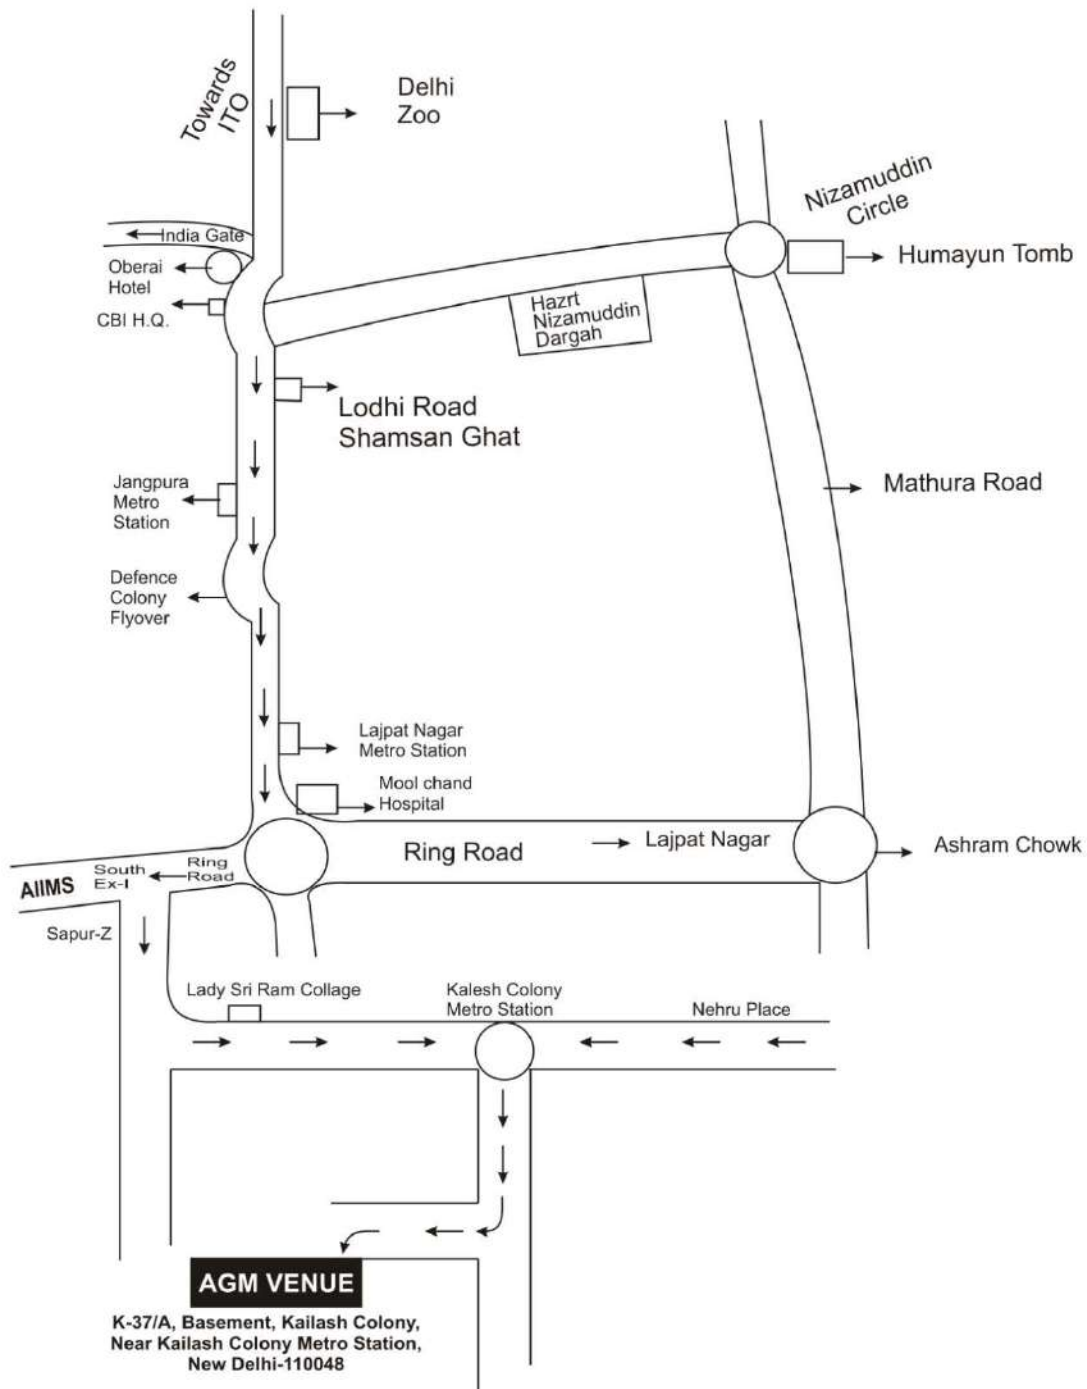 Towards
ITO
Delhi
Zoo
Nizamuddin
Circle
India Gate
Oberai
Hotel
Humayun Tomb
CBI H.Q.
Hazrt
Nizamuddin
Dargah
Lodhi Road
Shamsan Ghat
Jangpura
Metro
Station
Mathura Road
Defence
Colony
Flyover
Lajpat Nagar
Metro Station
Mool chand
Hospital
Ring Road
Lajpat Nagar
Ashram Chowk
AIIMS
South
Ex-I
Ring
Road
Sapur-Z
Lady Sri Ram Collage
Kalesh Colony
Metro Station
Nehru Place
AGM VENUE
K-37/A, Basement, Kailash Colony,
Near Kailash Colony Metro Station,
New Delhi-110048